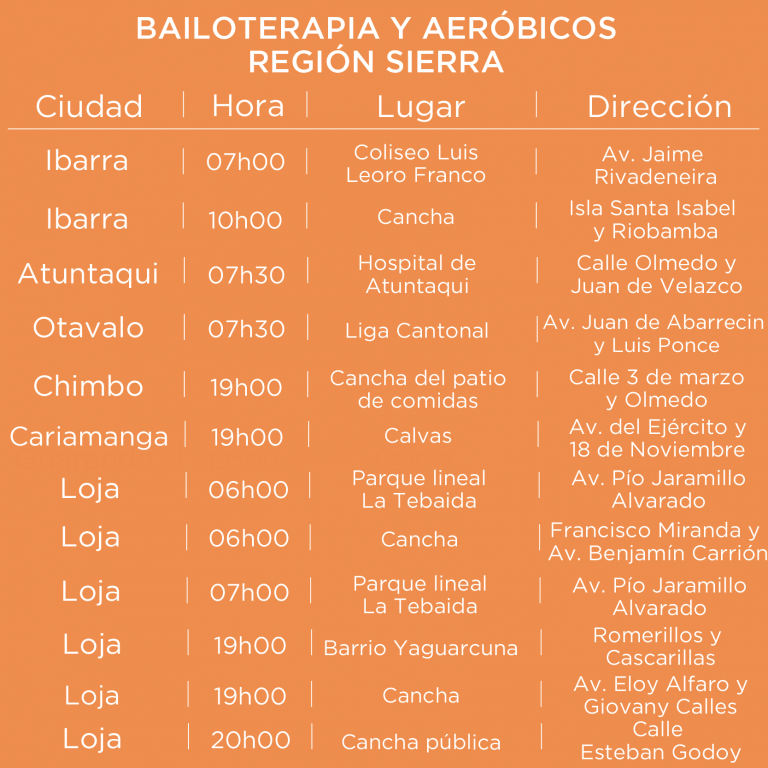 BAILOTERAPIA Y AERÓBICOS
REGIÓN SIERRA
Ciudad | Hora | Lugar | Dirección
Ibarra | 07h00 | Coliseo Luis Leoro Franco | Av. Jaime Rivadeneira
Ibarra | 10h00 | Cancha | Isla Santa Isabel y Riobamba
Atuntaqui | 07h30 | Hospital de Atuntaqui | Calle Olmedo y Juan de Velazco
Otavalo | 07h30 | Liga Cantonal | Av. Juan de Abarrecin y Luis Ponce
Chimbo | 19h00 | Cancha del patio de comidas | Calle 3 de marzo y Olmedo
Cariamanga | 19h00 | Calvas | Av. del Ejército y 18 de Noviembre
Loja | 06h00 | Parque lineal La Tebaida | Av. Pío Jaramillo Alvarado
Loja | 06h00 | Cancha | Francisco Miranda y Av. Benjamín Carrión
Loja | 07h00 | Parque lineal La Tebaida | Av. Pío Jaramillo Alvarado
Loja | 19h00 | Barrio Yaguarcuna | Romerillos y Cascarillas
Loja | 19h00 | Cancha | Av. Eloy Alfaro y Giovany Calles
Loja | 20h00 | Cancha pública | Calle Esteban Godoy